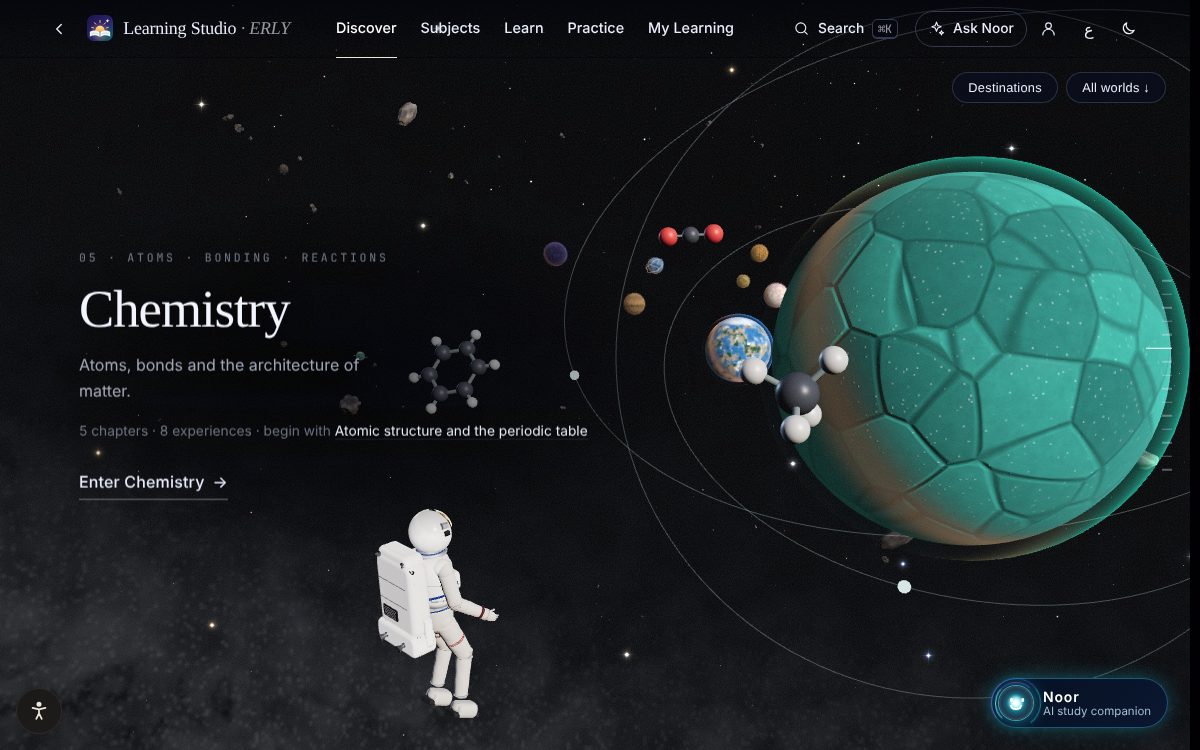 Learning Studio · ERLY
Discover
Subjects
Learn
Practice
My Learning
Search ⌘K
Ask Noor
ع
Destinations
All worlds ↓
05 · ATOMS · BONDING · REACTIONS
Chemistry
Atoms, bonds and the architecture of
matter.
5 chapters · 8 experiences · begin with Atomic structure and the periodic table
Enter Chemistry →
Noor
AI study companion